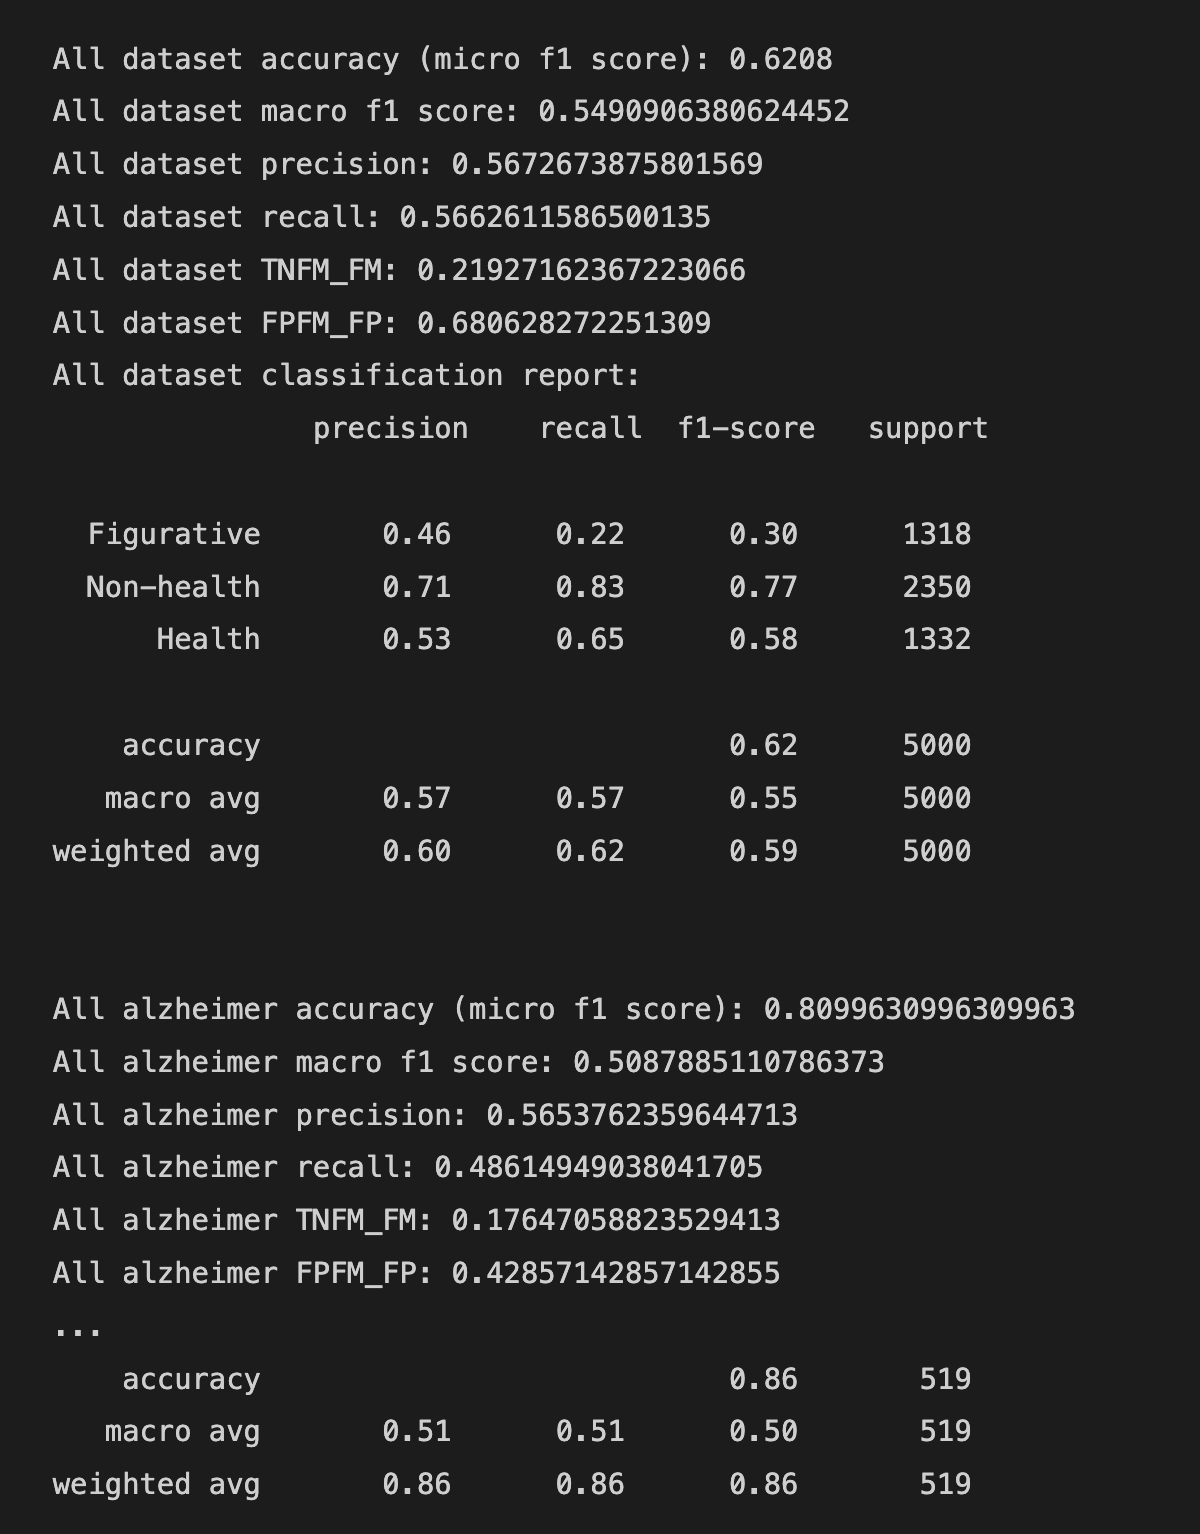 All dataset accuracy (micro f1 score): 0.6208
All dataset macro f1 score: 0.5490906380624452
All dataset precision: 0.5672673875801569
All dataset recall: 0.5662611586500135
All dataset TNFM_FM: 0.21927162367223066
All dataset FPFM_FP: 0.680628272251309
All dataset classification report:
precision recall f1-score support
Figurative 0.46 0.22 0.30 1318
Non-health 0.71 0.83 0.77 2350
Health 0.53 0.65 0.58 1332
accuracy 0.62 5000
macro avg 0.57 0.57 0.55 5000
weighted avg 0.60 0.62 0.59 5000
All alzheimer accuracy (micro f1 score): 0.8099630996309963
All alzheimer macro f1 score: 0.5087885110786373
All alzheimer precision: 0.5653762359644713
All alzheimer recall: 0.48614949038041705
All alzheimer TNFM_FM: 0.17647058823529413
All alzheimer FPFM_FP: 0.42857142857142855
...
accuracy 0.86 519
macro avg 0.51 0.51 0.50 519
weighted avg 0.86 0.86 0.86 519